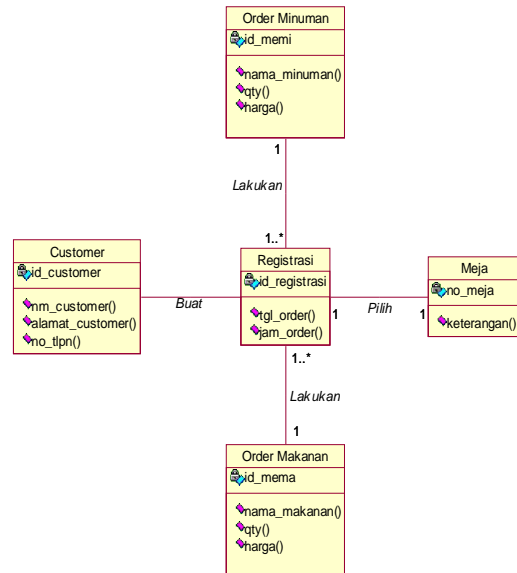 Order Minuman
id_memi
nama_minuman()
qty()
harga()
1
Lakukan
1..*
Customer
id_customer
nm_customer()
alamat_customer()
no_tlpn()
Buat
Registrasi
id_registrasi
tgl_order()
jam_order()
1
Pilih
1
Meja
no_meja
keterangan()
1..*
Lakukan
1
Order Makanan
id_mema
nama_makanan()
qty()
harga()